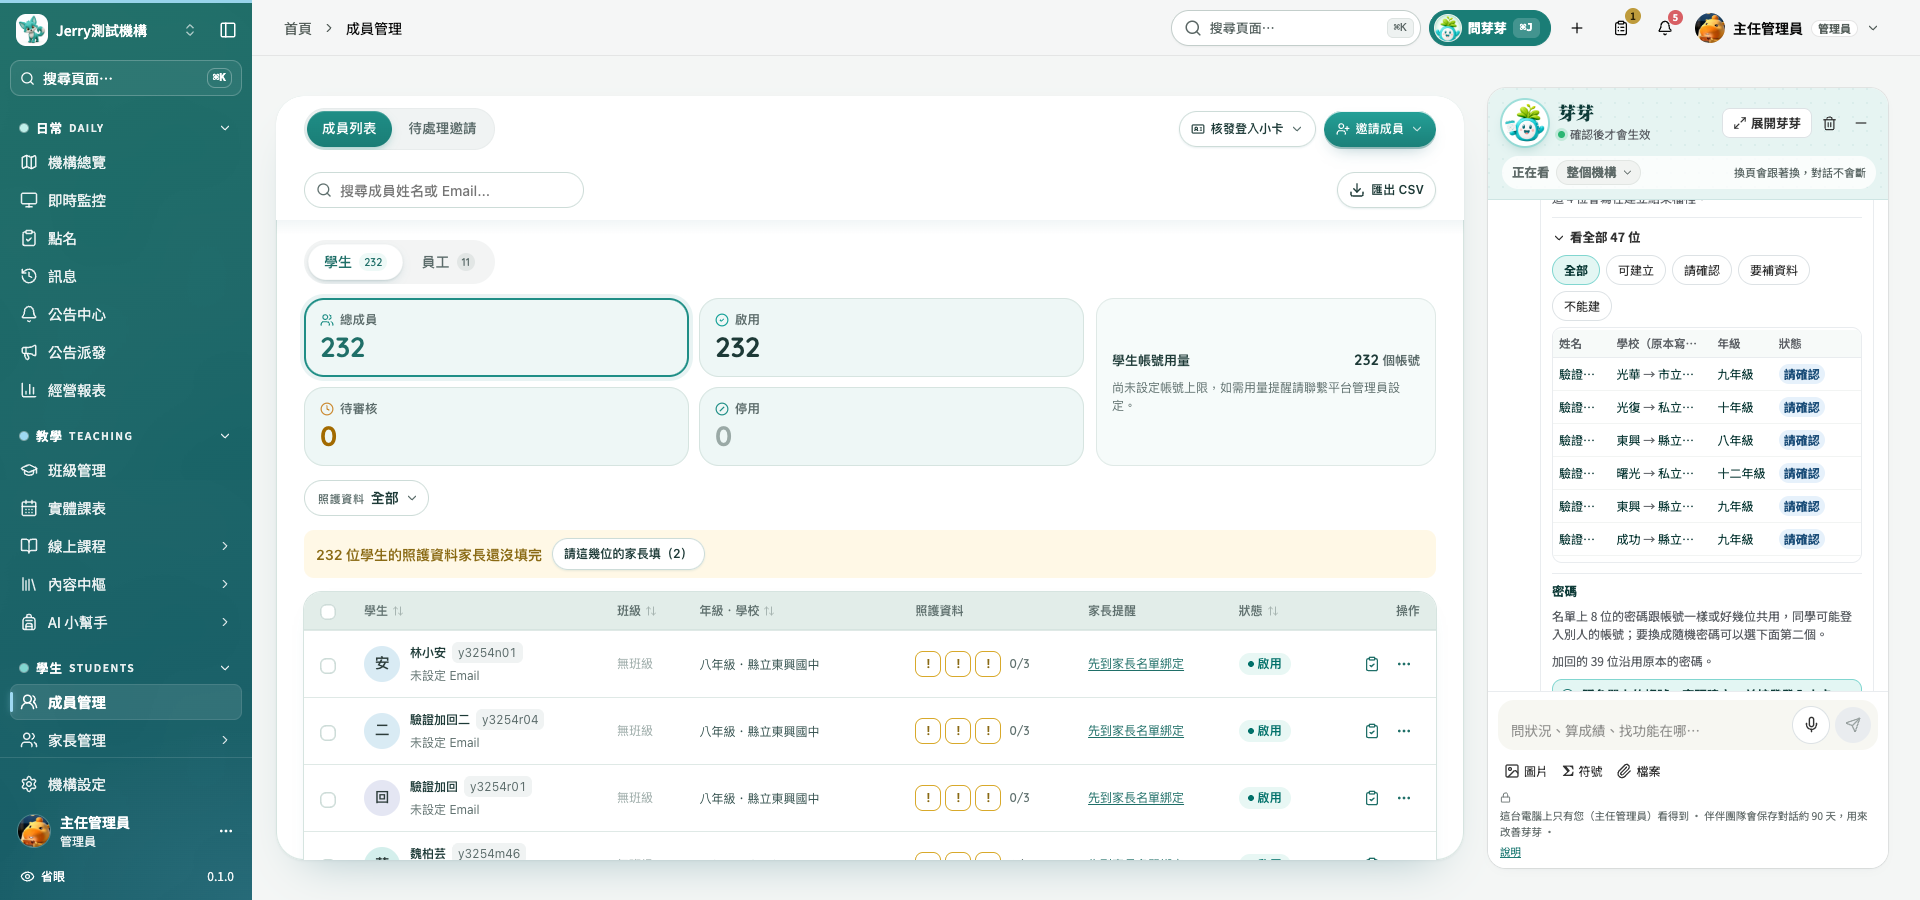 Jerry測試機構
搜尋頁面⋯ ⌘K
日常 DAILY
機構總覽
即時監控
點名
訊息
公告中心
公告派發
經營報表
教學 TEACHING
班級管理
實體課表
線上課程
內容中樞
AI 小幫手
學生 STUDENTS
成員管理
家長管理
機構設定
主任管理員
管理員
省眼 0.1.0
首頁 > 成員管理
搜尋頁面⋯ ⌘K
問芽芽 ⌘J
1
5
主任管理員 管理員
成員列表 待處理邀請
核發登入小卡
邀請成員
搜尋成員姓名或 Email...
匯出 CSV
學生 232 員工 11
總成員
232
啟用
232
待審核
0
停用
0
學生帳號用量 232 個帳號
尚未設定帳號上限，如需用量提醒請聯繫平台管理員設
定。
照護資料 全部
232 位學生的照護資料家長還沒填完 請這幾位的家長填（2）
學生 班級 年級 · 學校 照護資料 家長提醒 狀態 操作
安 林小安 y3254n01
未設定 Email
無班級 八年級 · 縣立東興國中 ! ! ! 0/3 先到家長名單綁定 啟用
二 驗證加回二 y3254r04
未設定 Email
無班級 八年級 · 縣立東興國中 ! ! ! 0/3 先到家長名單綁定 啟用
回 驗證加回 y3254r01
未設定 Email
無班級 八年級 · 縣立東興國中 ! ! ! 0/3 先到家長名單綁定 啟用
魏柏芸 y3254m46
芽芽
確認後才會生效
展開芽芽
正在看 整個機構 換頁會跟著換，對話不會斷
看全部 47 位
全部 可建立 請確認 要補資料
不能建
姓名 學校（原本寫⋯ 年級 狀態
驗證⋯ 光華 → 市立⋯ 九年級 請確認
驗證⋯ 光復 → 私立⋯ 十年級 請確認
驗證⋯ 東興 → 縣立⋯ 八年級 請確認
驗證⋯ 曙光 → 私立⋯ 十二年級 請確認
驗證⋯ 東興 → 縣立⋯ 九年級 請確認
驗證⋯ 成功 → 縣立⋯ 九年級 請確認
密碼
名單上 8 位的密碼跟帳號一樣或好幾位共用，同學可能登
入別人的帳號；要換成隨機密碼可以選下面第二個。
加回的 39 位沿用原本的密碼。
問狀況、算成績、找功能在哪⋯
圖片 符號 檔案
這台電腦上只有您（主任管理員）看得到 · 伴伴團隊會保存對話約 90 天，用來
改善芽芽 ·
說明